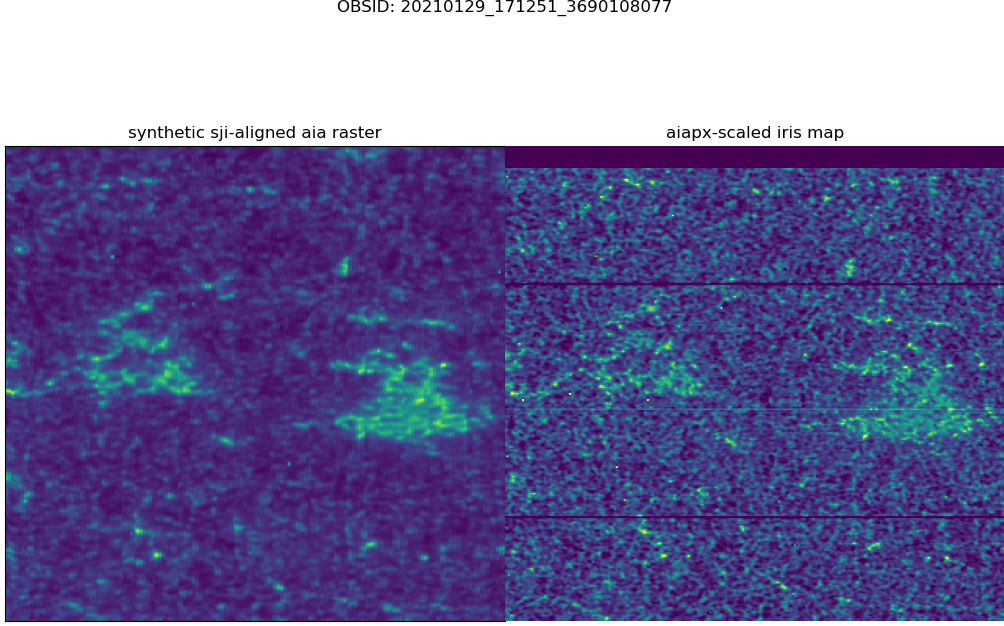 OBSID: 20210129_171251_3690108077
synthetic sji-aligned aia raster
aiapx-scaled iris map